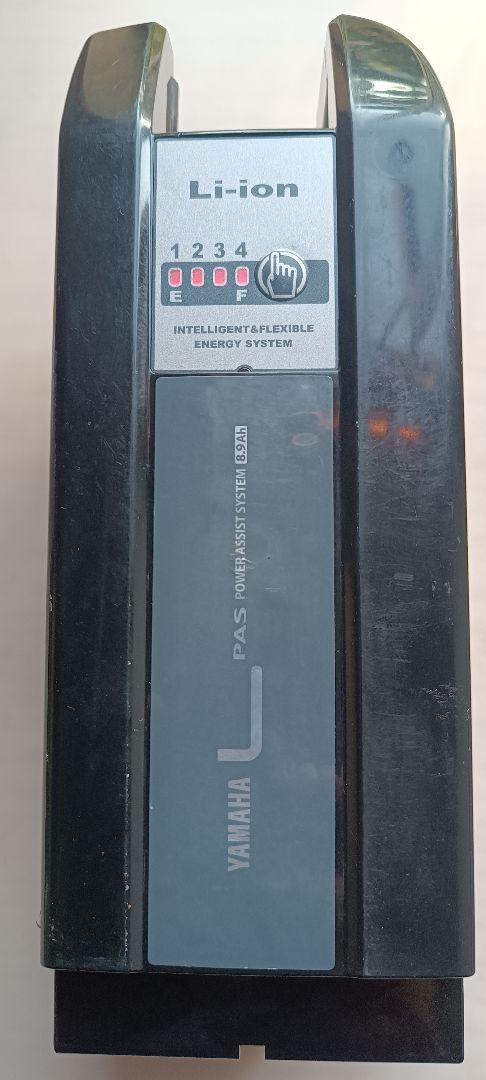 Li-ion
1 2 3 4
E F
INTELLIGENT&FLEXIBLE
ENERGY SYSTEM
YAMAHA L PAS POWER ASSIST SYSTEM 8.9Ah